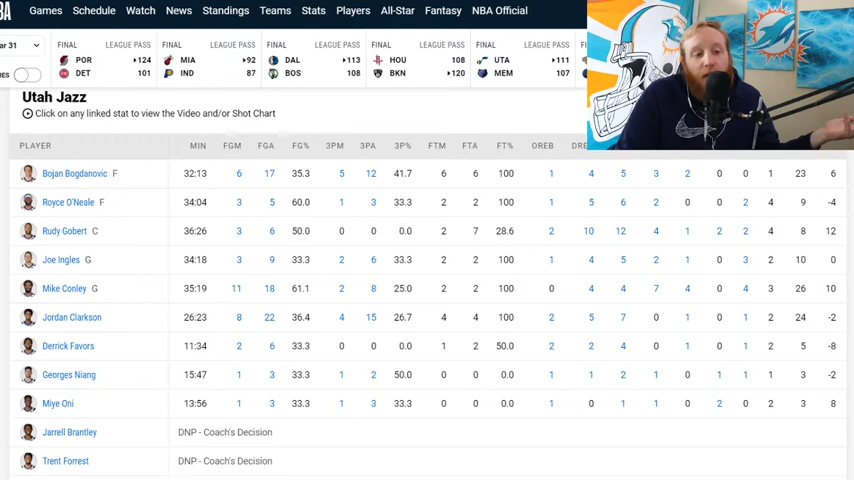 BA Games Schedule Watch News Standings Teams Stats Players All-Star Fantasy NBA Official
ar 31 FINAL LEAGUE PASS FINAL LEAGUE PASS FINAL LEAGUE PASS FINAL LEAGUE PASS FINAL LEAGUE PASS FINAL
POR 124 MIA 92 DAL 113 HOU 108 UTA 111
RES DET 101 IND 87 BOS 108 BKN 120 MEM 107
Utah Jazz
Click on any linked stat to view the Video and/or Shot Chart
PLAYER MIN FGM FGA FG% 3PM 3PA 3P% FTM FTA FT% OREB DRE
Bojan Bogdanovic F 32:13 6 17 35.3 5 12 41.7 6 6 100 1 4 5 3 2 0 0 1 23 6
Royce O'Neale F 34:04 3 5 60.0 1 3 33.3 2 2 100 1 5 6 2 0 0 2 4 9 -4
Rudy Gobert C 36:26 3 6 50.0 0 0 0.0 2 7 28.6 2 10 12 4 1 2 2 4 8 12
Joe Ingles G 34:18 3 9 33.3 2 6 33.3 2 2 100 1 4 5 2 1 0 3 2 10 0
Mike Conley G 35:19 11 18 61.1 2 8 25.0 2 2 100 0 4 4 7 4 0 4 3 26 10
Jordan Clarkson 26:23 8 22 36.4 4 15 26.7 4 4 100 2 5 7 0 1 0 1 2 24 -2
Derrick Favors 11:34 2 6 33.3 0 0 0.0 1 2 50.0 2 2 4 0 1 0 1 2 5 -8
Georges Niang 15:47 1 3 33.3 1 2 50.0 0 0 0.0 1 1 2 1 0 1 1 1 3 -2
Miye Oni 13:56 1 3 33.3 1 3 33.3 0 0 0.0 1 0 1 1 0 2 0 2 3 8
Jarrell Brantley DNP - Coach's Decision
Trent Forrest DNP - Coach's Decision